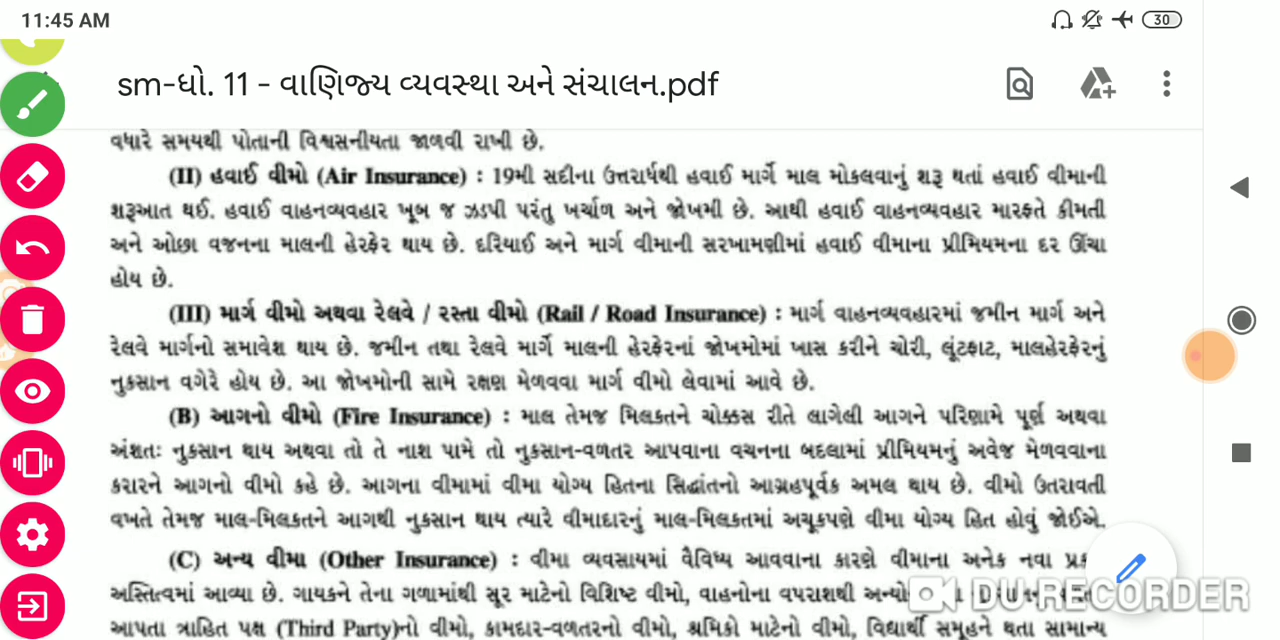 11:45 AM
30
sm-ધો. 11 - વાણિજ્ય વ્યવસ્થા અને સંચાલન.pdf
વધારે સમયથી પોતાની વિશ્વસનીયતા જાળવી રાખી છે.
(II) હવાઈ વીમો (Air Insurance) : 19મી સદીના ઉત્તરાર્ધથી હવાઈ માર્ગે માલ મોકલવાનું શરૂ થતાં હવાઈ વીમાની
શરૂઆત થઈ. હવાઈ વાહનવ્યવહાર ખૂબ જ ઝડપી પરંતુ ખર્ચાળ અને જોખમી છે. આથી હવાઈ વાહનવ્યવહાર મારફતે કીમતી
અને ઓછા વજનના માલની હેરફેર થાય છે. દરિયાઈ અને માર્ગ વીમાની સરખામણીમાં હવાઈ વીમાના પ્રીમિયમના દર ઊંચા
હોય છે.
(III) માર્ગ વીમો અથવા રેલવે / રસ્તા વીમો (Rail / Road Insurance) : માર્ગ વાહનવ્યવહારમાં જમીન માર્ગ અને
રેલવે માર્ગનો સમાવેશ થાય છે. જમીન તથા રેલવે માર્ગે માલની હેરફેરનાં જોખમોમાં ખાસ કરીને ચોરી, લૂંટફાટ, માલહેરફેરનું
નુકસાન વગેરે હોય છે. આ જોખમોની સામે રક્ષણ મેળવવા માર્ગ વીમો લેવામાં આવે છે.
(B) આગનો વીમો (Fire Insurance) : માલ તેમજ મિલકતને ચોક્કસ રીતે લાગેલી આગને પરિણામે પૂર્ણ અથવા
અંશતઃ નુકસાન થાય અથવા તો તે નાશ પામે તો નુકસાન-વળતર આપવાના વચનના બદલામાં પ્રીમિયમનું અવેજ મેળવવાના
કરારને આગનો વીમો કહે છે. આગના વીમામાં વીમા યોગ્ય હિતના સિદ્ધાંતનો આગ્રહપૂર્વક અમલ થાય છે. વીમો ઉતરાવતી
વખતે તેમજ માલ-મિલકતને આગથી નુકસાન થાય ત્યારે વીમાદારનું માલ-મિલકતમાં અચૂકપણે વીમા યોગ્ય હિત હોવું જોઈએ.
(C) અન્ય વીમા (Other Insurance) : વીમા વ્યવસાયમાં વૈવિધ્ય આવવાના કારણે વીમાના અનેક નવા
અસ્તિત્વમાં આવ્યા છે. ગાયકને તેના ગળામાંથી સૂર માટેનો વિશિષ્ટ વીમો, વાહનોના વપરાશથી
DU RECORDER
આપતા ત્રાહિત પક્ષ (Third Party)નો વીમો, કામદાર-વળતરનો વીમો, શ્રમિકો માટેનો વીમો, વિદ્યાર્થી સમૂહને થતા સામાન્ય